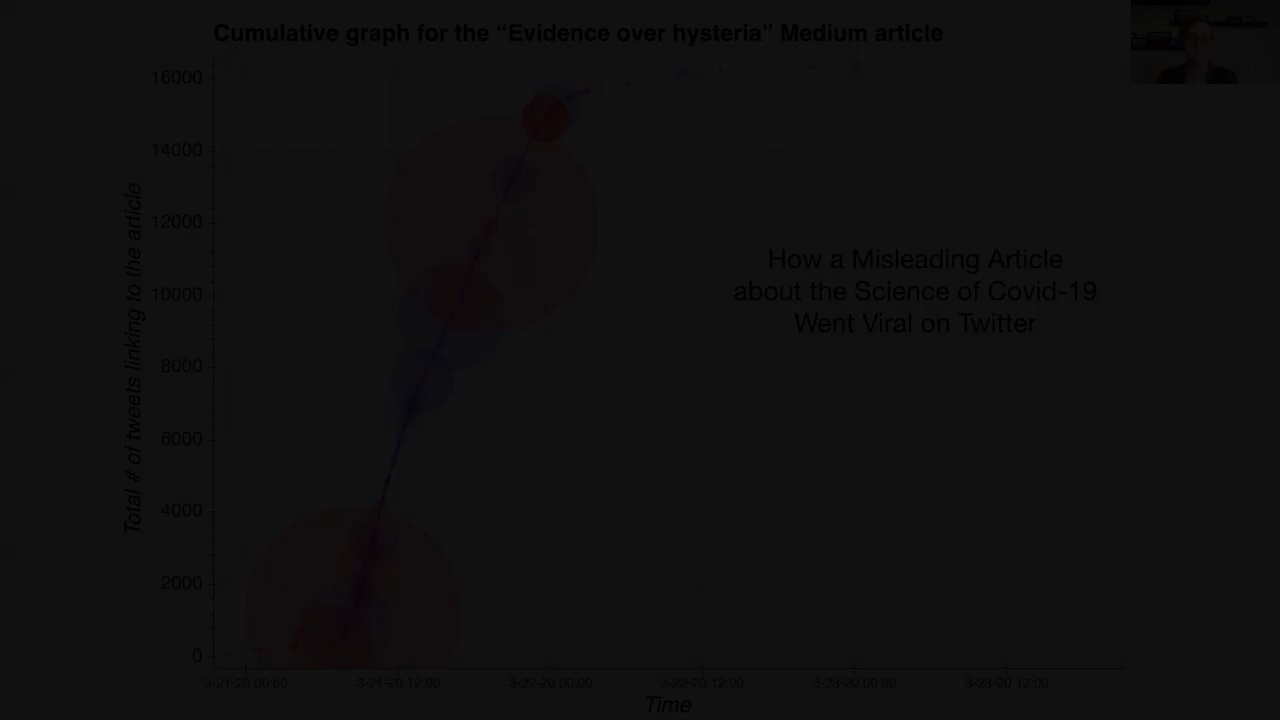 Cumulative graph for the “Evidence over hysteria” Medium article
16000
14000
12000
10000
8000
6000
4000
2000
0
Total # of tweets linking to the article
How a Misleading Article
about the Science of Covid-19
Went Viral on Twitter
3-21-20 00:00
3-21-20 12:00
3-22-20 00:00
3-22-20 12:00
3-23-20 00:00
3-23-20 12:00
Time